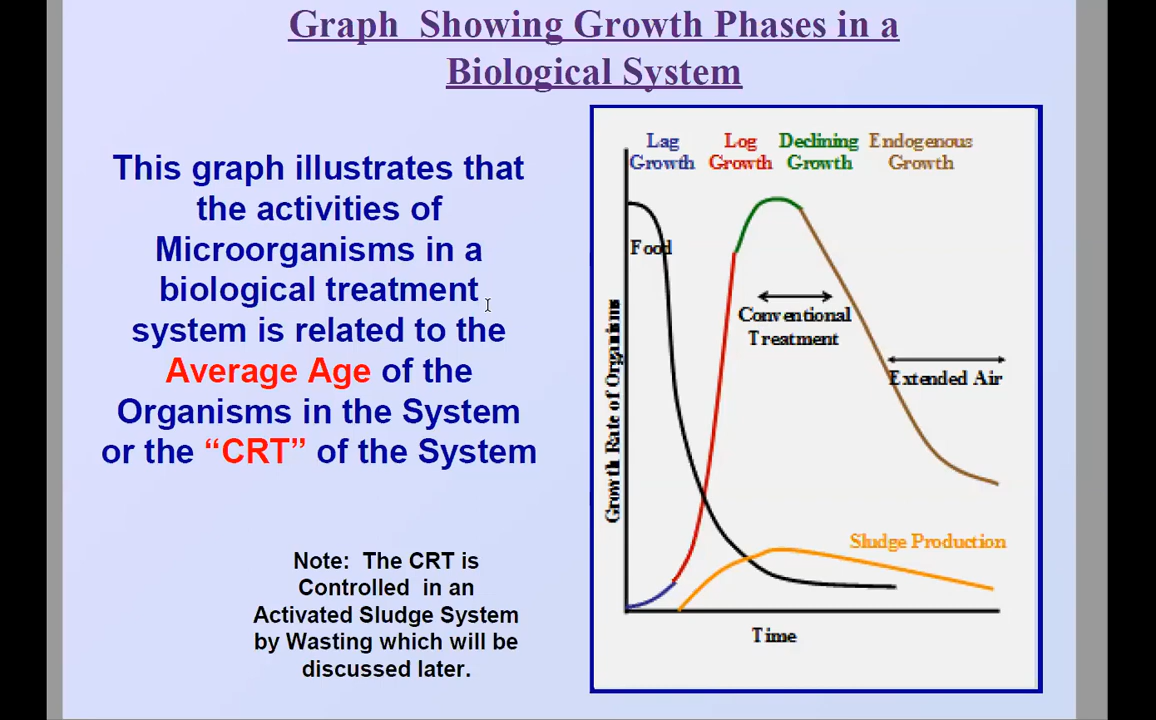 Graph Showing Growth Phases in a
Biological System
This graph illustrates that
the activities of
Microorganisms in a
biological treatment
system is related to the
Average Age of the
Organisms in the System
or the “CRT” of the System
Note: The CRT is
Controlled in an
Activated Sludge System
by Wasting which will be
discussed later.
Lag Growth
Log Growth
Declining Growth
Endogenous Growth
Food
Growth Rate of Organisms
Conventional
Treatment
Extended Air
Sludge Production
Time